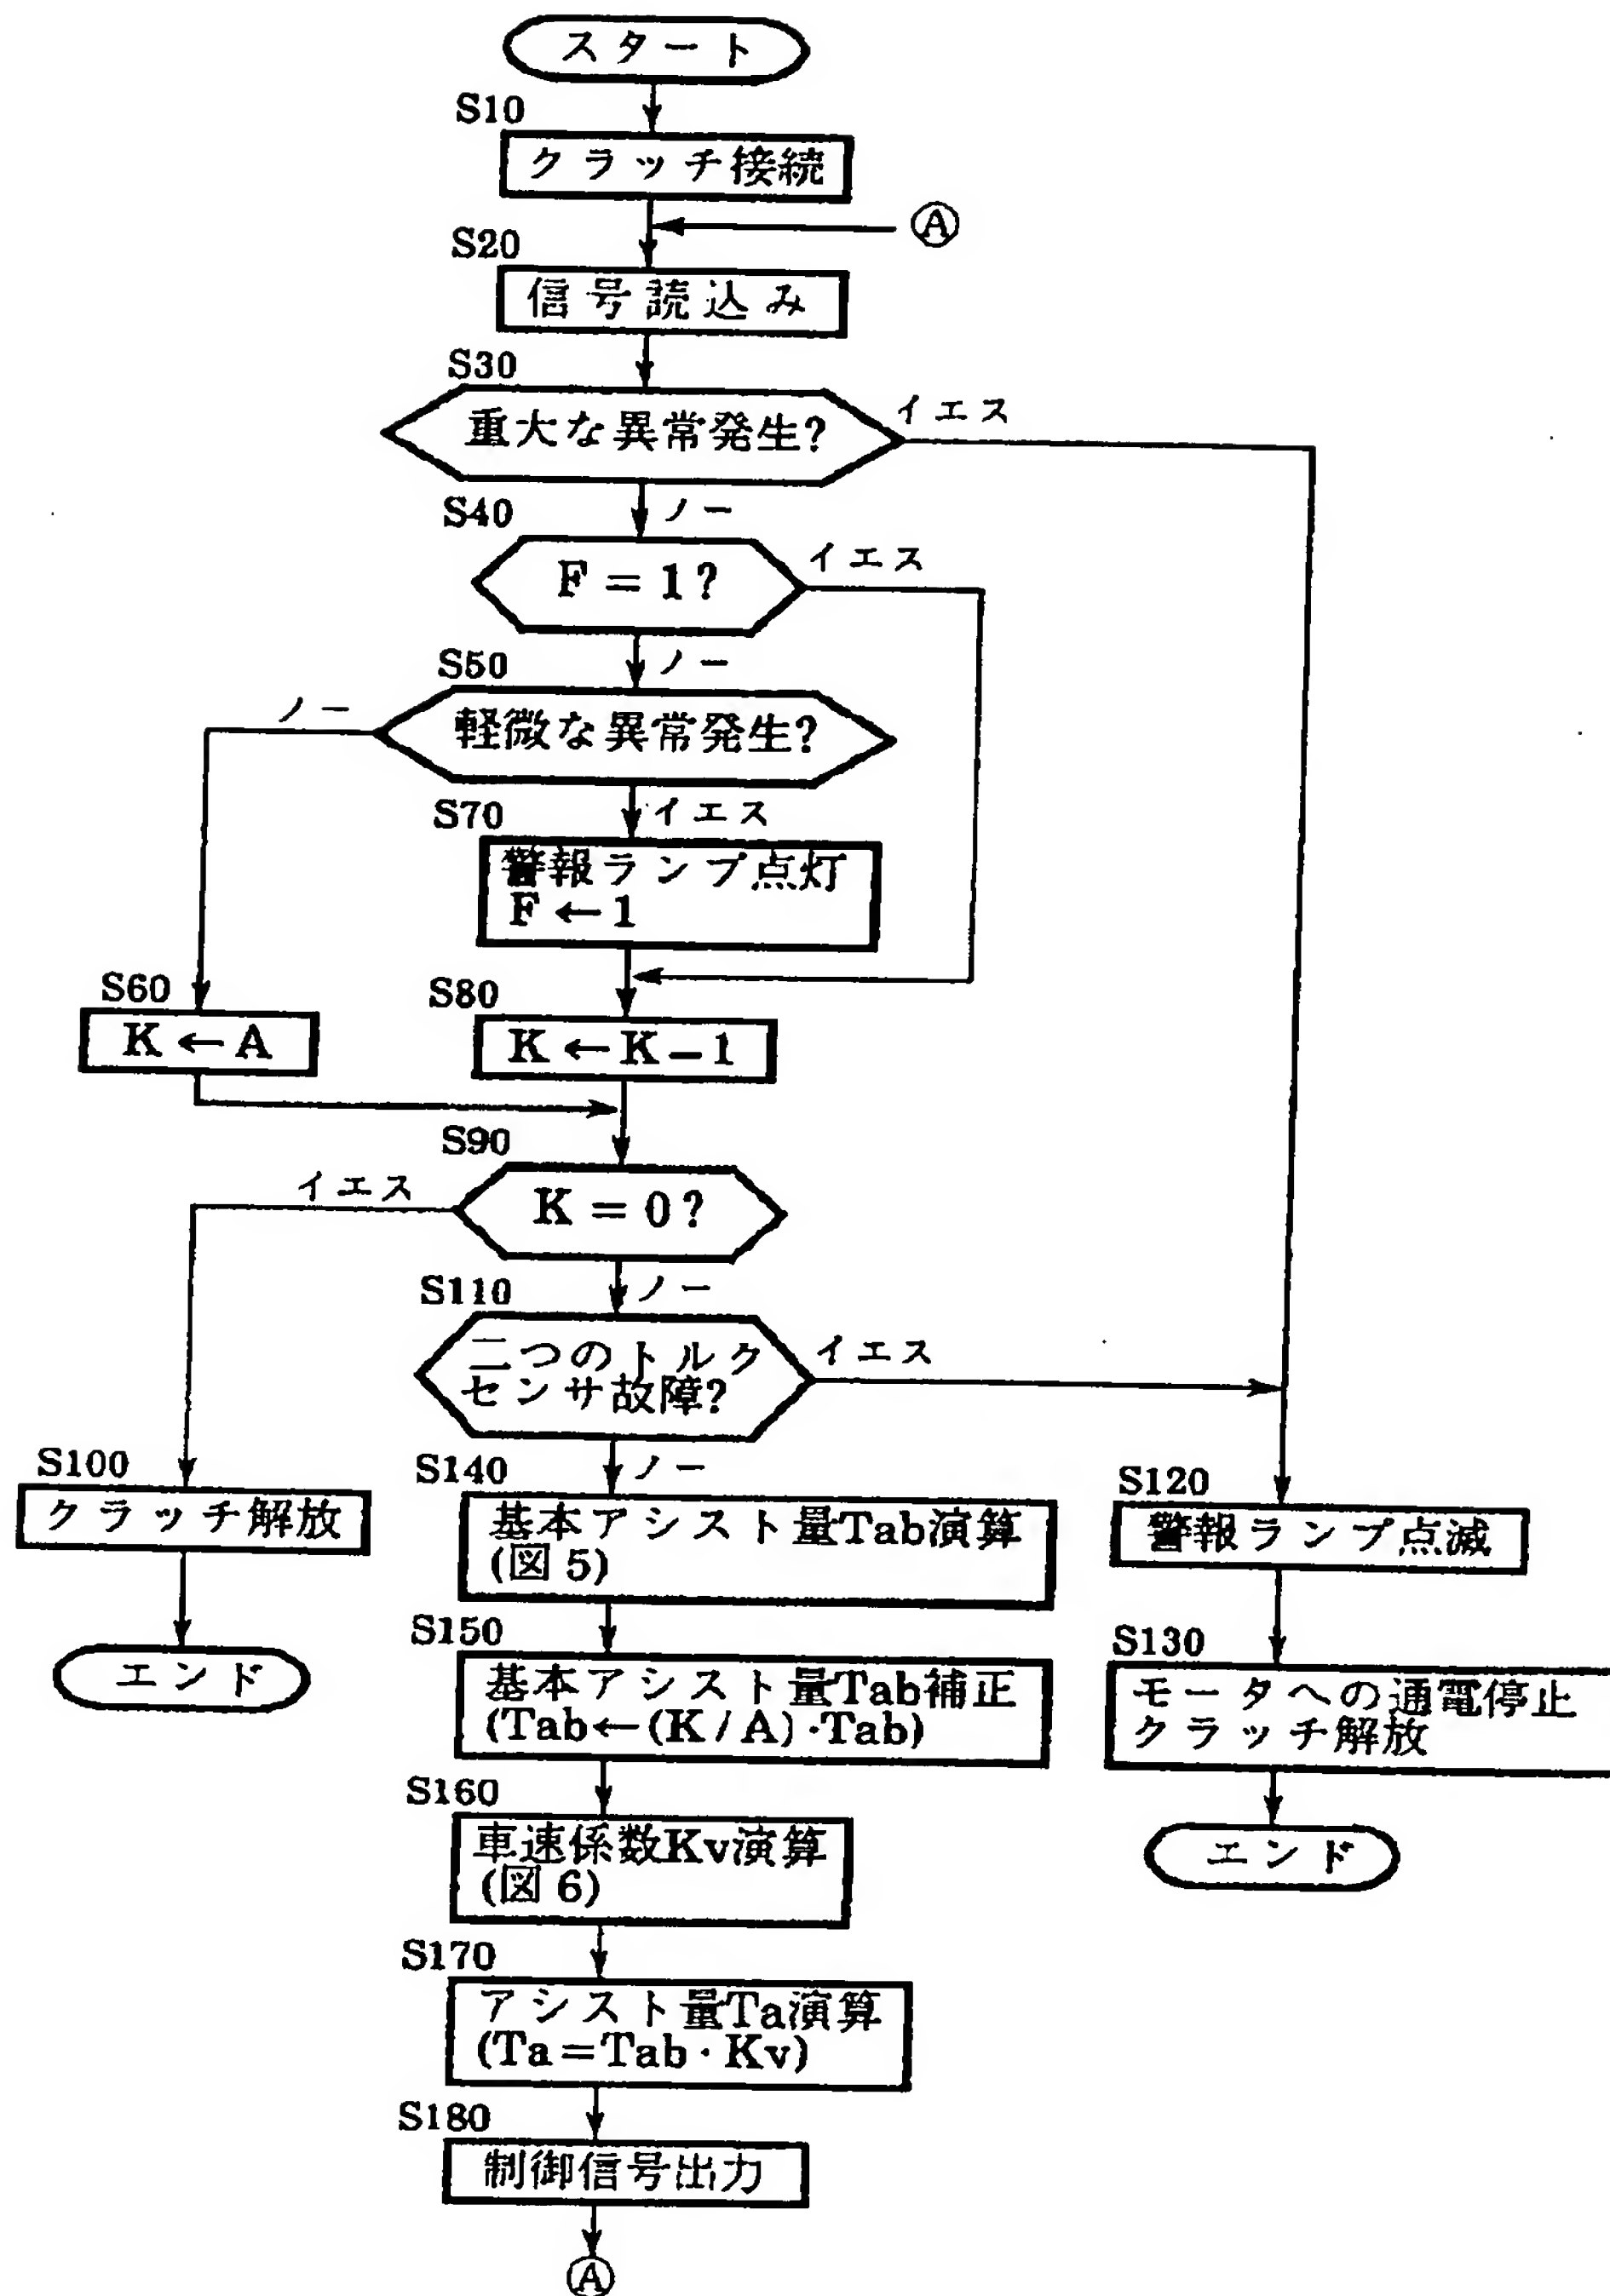 スタート
S10
クラッチ接続
Ⓐ
S20
信号読込み
S30
重大な異常発生?
イエス
ノー
S40
F = 1 ?
イエス
ノー
S50
軽微な異常発生?
ノー
イエス
S70
警報ランプ点灯
F ← 1
S60
K ← A
S80
K ← K − 1
S90
K = 0 ?
イエス
ノー
S110
二つのトルク
センサ故障?
イエス
ノー
S100
クラッチ解放
エンド
S140
基本アシスト量Tab演算
(図 5)
S120
警報ランプ点滅
S150
基本アシスト量Tab補正
(Tab←(K / A)・Tab)
S130
モータへの通電停止
クラッチ解放
エンド
S160
車速係数Kv演算
(図 6)
S170
アシスト量Ta演算
(Ta=Tab・Kv)
S180
制御信号出力
Ⓐ